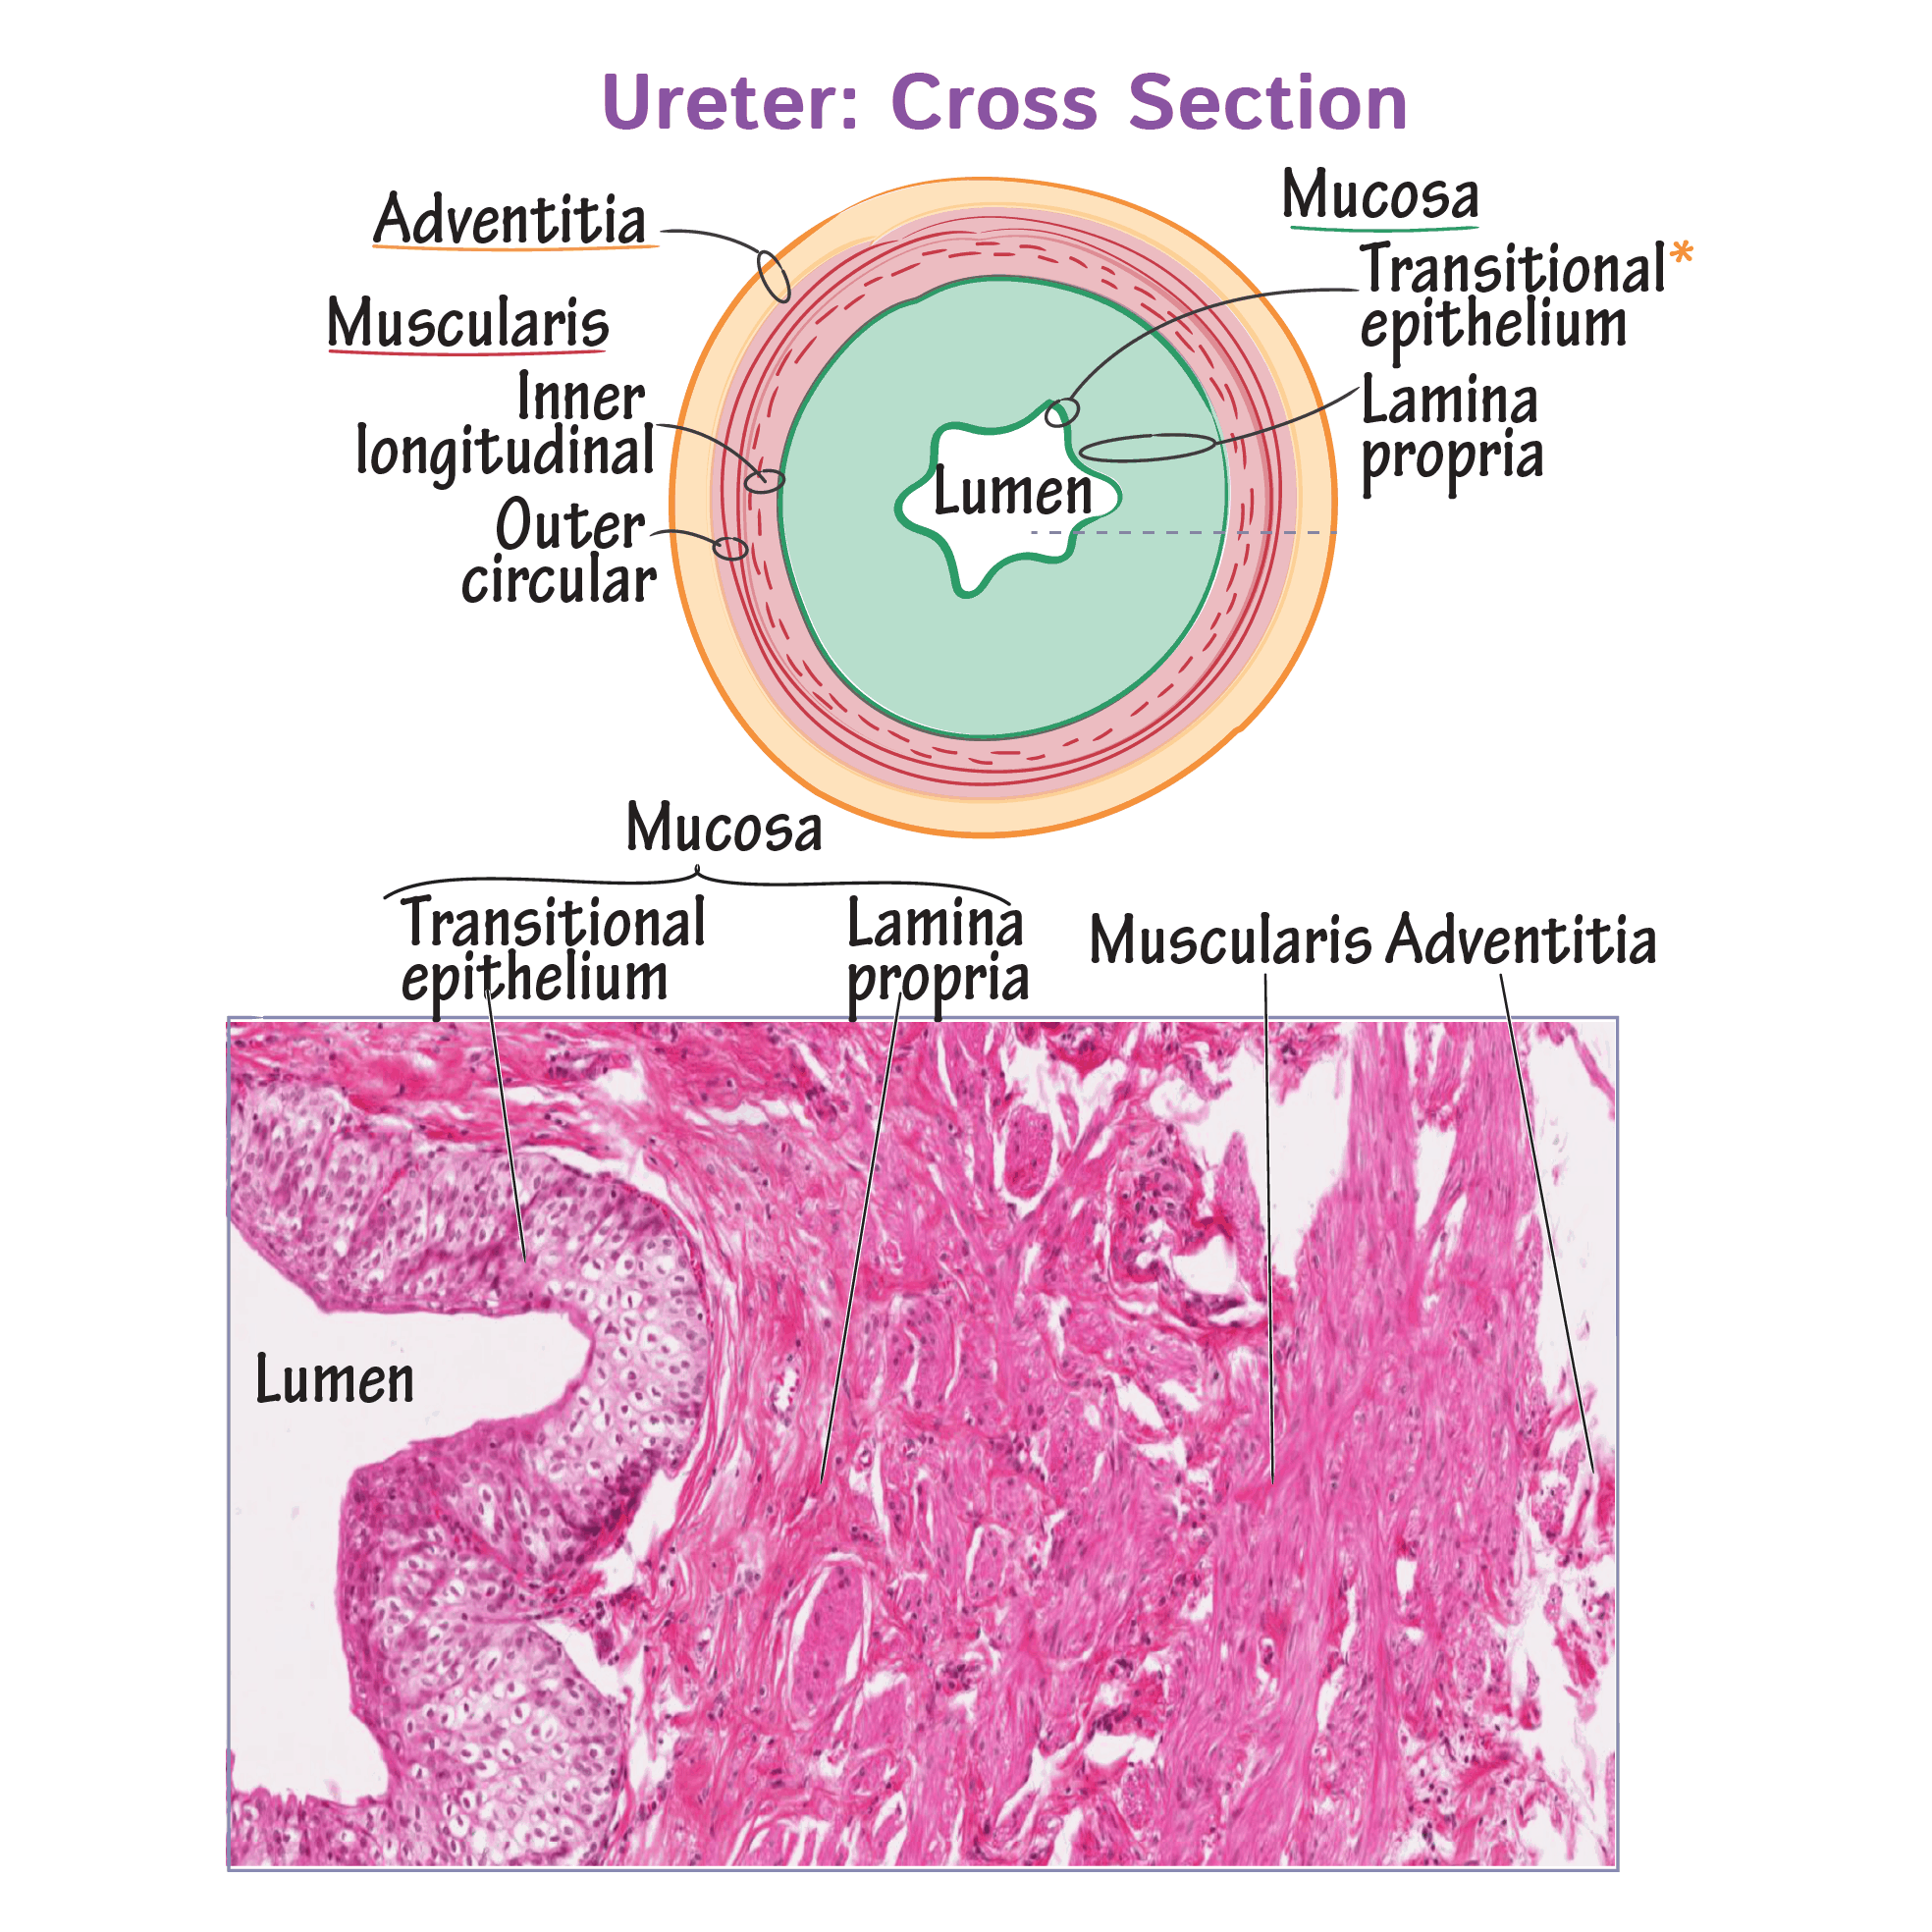 Ureter: Cross Section
Adventitia
Muscularis
Inner
longitudinal
Outer
circular
Mucosa
Transitional*
epithelium
Lamina
propria
Lumen
Mucosa
Transitional
epithelium
Lamina
propria
Muscularis
Adventitia
Lumen